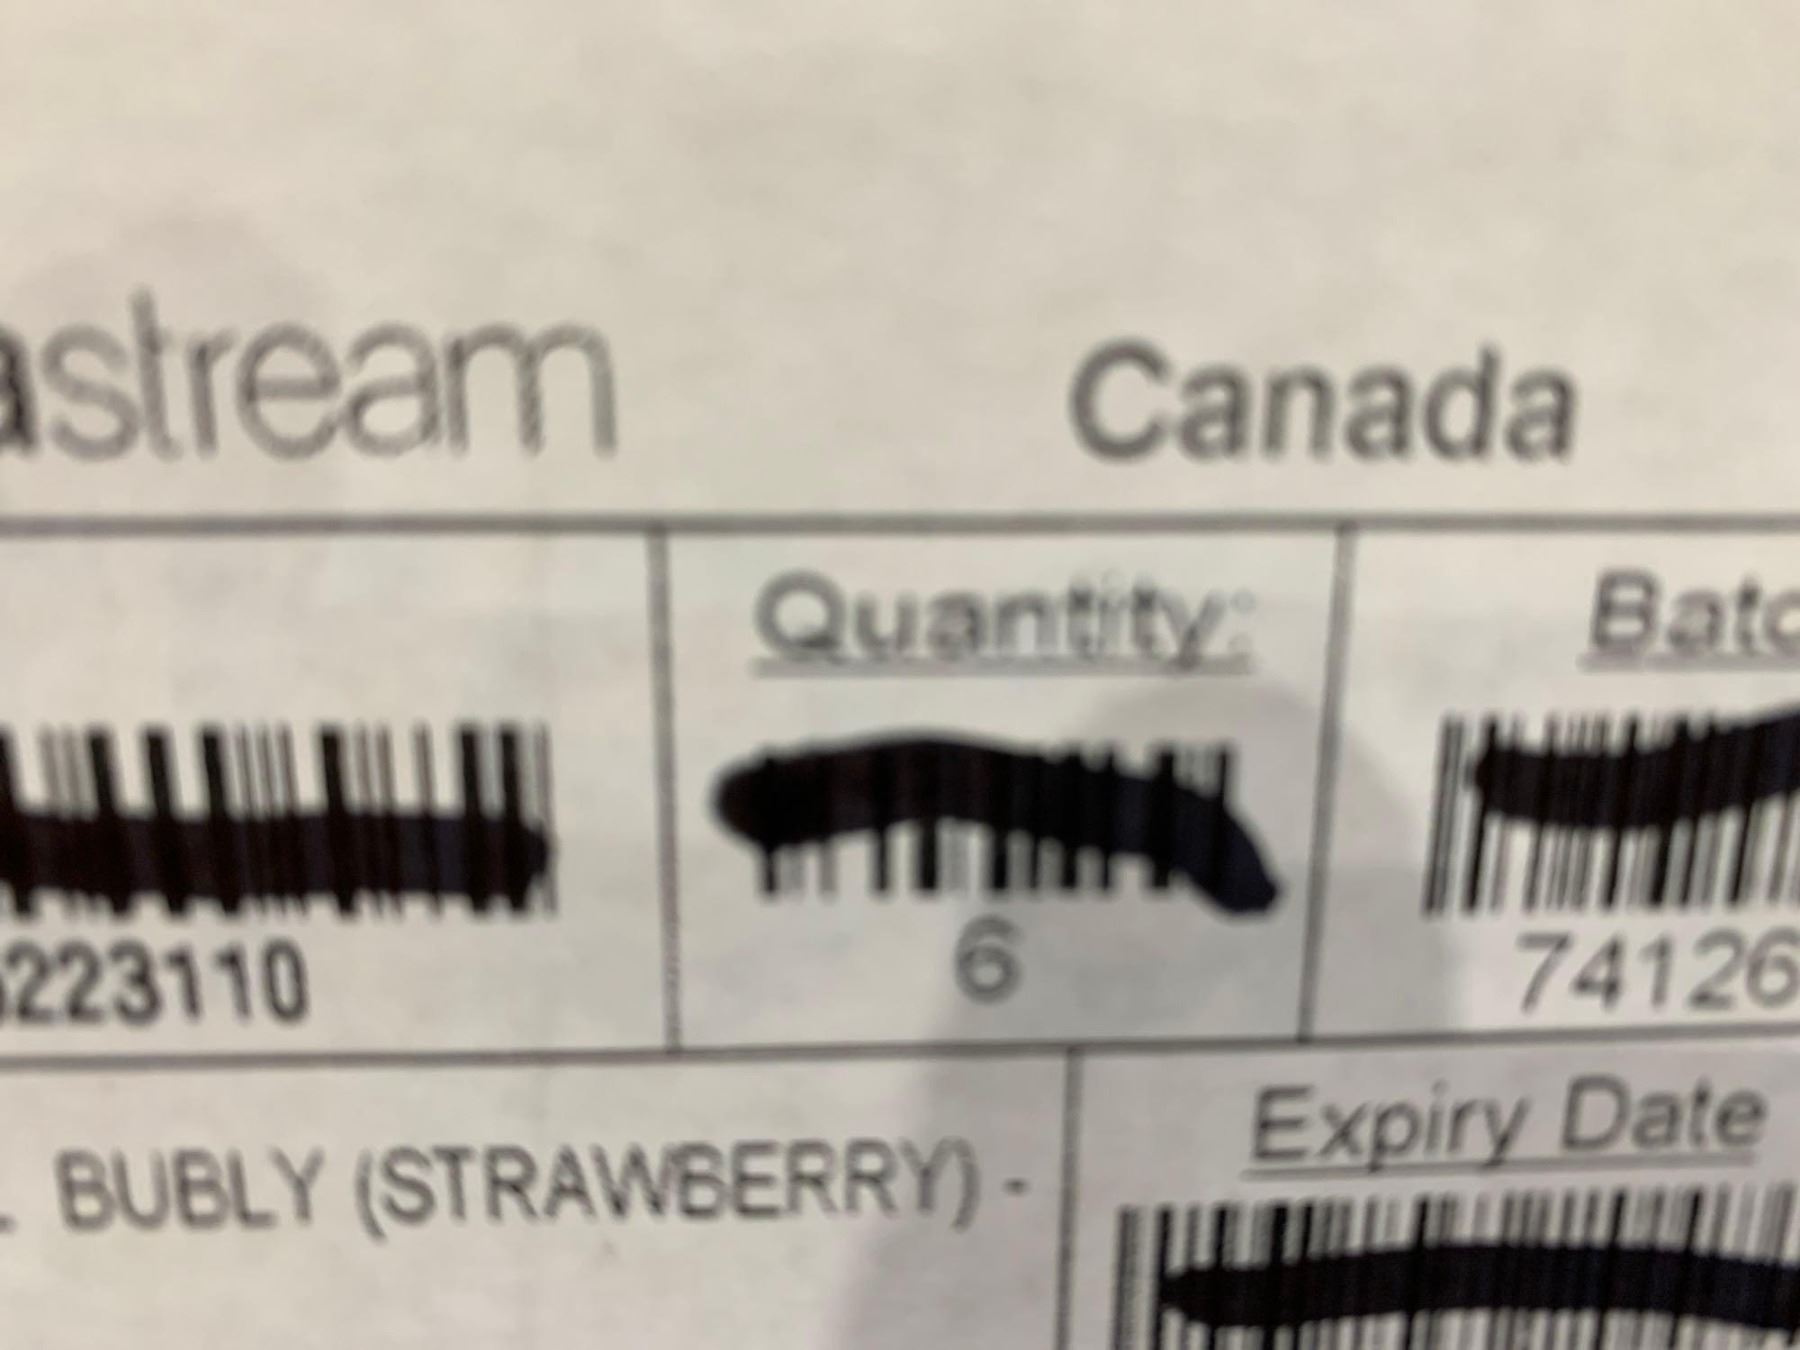 astream Canada
Quantity: Batc
223110 6 74126
BUBLY (STRAWBERRY) - Expiry Date